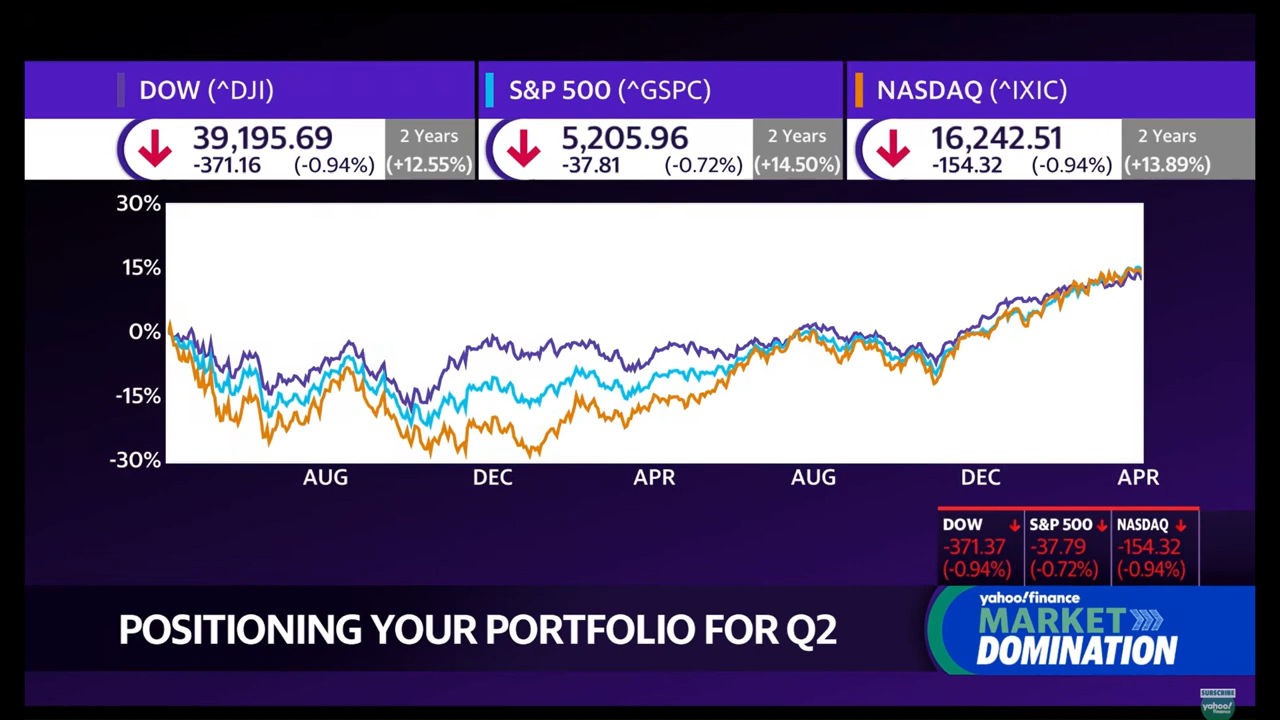 DOW (^DJI)
39,195.69
-371.16 (-0.94%)
2 Years
(+12.55%)
S&P 500 (^GSPC)
5,205.96
-37.81 (-0.72%)
2 Years
(+14.50%)
NASDAQ (^IXIC)
16,242.51
-154.32 (-0.94%)
2 Years
(+13.89%)
30%
15%
0%
-15%
-30%
AUG DEC APR AUG DEC APR
DOW S&P 500 NASDAQ
-371.37 -37.79 -154.32
(-0.94%) (-0.72%) (-0.94%)
POSITIONING YOUR PORTFOLIO FOR Q2
yahoo!finance
MARKET
DOMINATION
SUBSCRIBE
yahoo!
finance